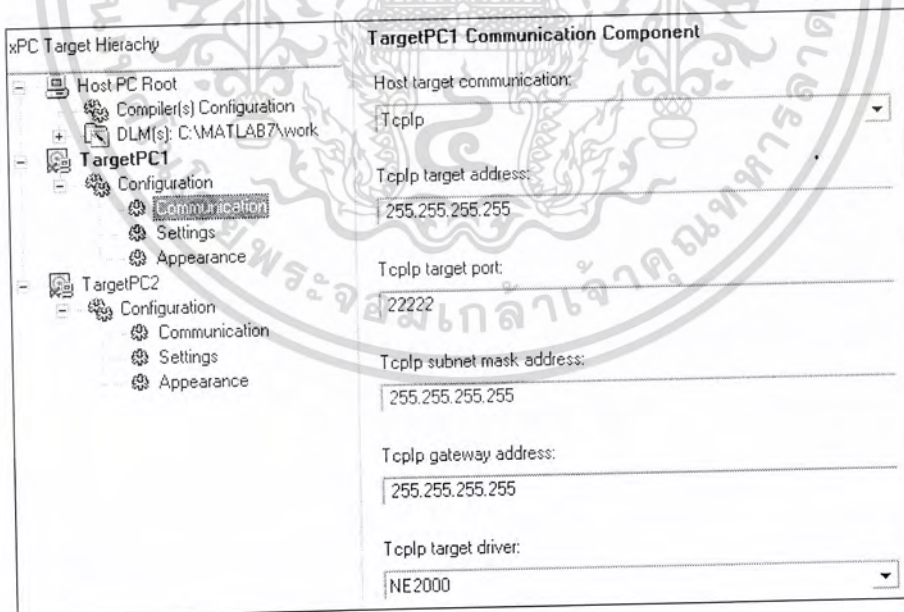 xPC Target Hierachy
Host PC Root
Compiler(s) Configuration
DLM(s): C:\MATLAB7\work
TargetPC1
Configuration
Communication
Settings
Appearance
TargetPC2
Configuration
Communication
Settings
Appearance
TargetPC1 Communication Component
Host target communication:
TcpIp
TcpIp target address:
255.255.255.255
TcpIp target port:
22222
TcpIp subnet mask address:
255.255.255.255
TcpIp gateway address:
255.255.255.255
TcpIp target driver:
NE2000